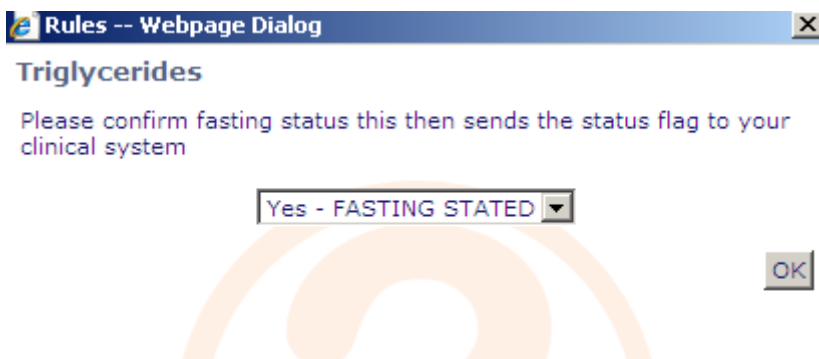 Rules -- Webpage Dialog
Triglycerides
Please confirm fasting status this then sends the status flag to your
clinical system
Yes - FASTING STATED
OK